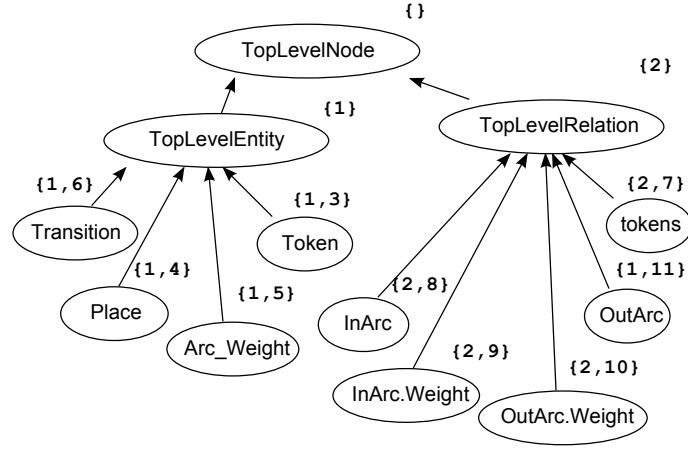 {}
TopLevelNode
{2}
{1}
TopLevelEntity
TopLevelRelation
{1,6}
{1,3}
{2,7}
Transition
Token
tokens
{1,4}
{1,11}
{1,5}
{2,8}
Place
InArc
OutArc
Arc_Weight
{2,9}
{2,10}
InArc.Weight
OutArc.Weight